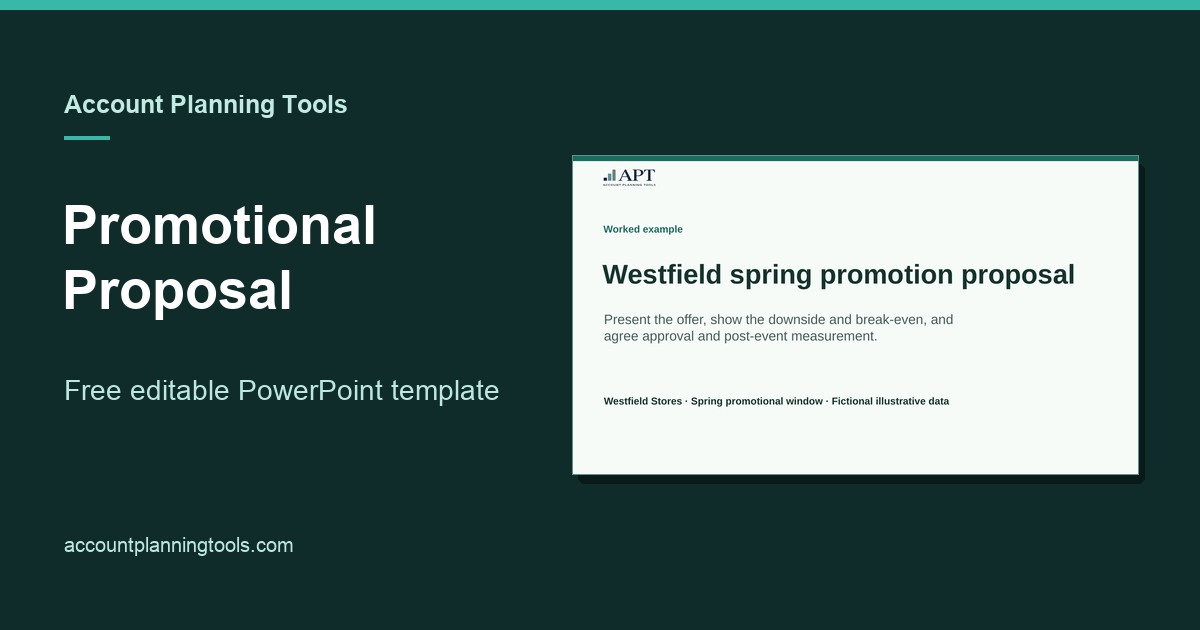 Account Planning Tools
Promotional
Proposal
Free editable PowerPoint template
accountplanningtools.com
APT
ACCOUNT PLANNING TOOLS
Worked example
Westfield spring promotion proposal
Present the offer, show the downside and break-even, and
agree approval and post-event measurement.
Westfield Stores · Spring promotional window · Fictional illustrative data